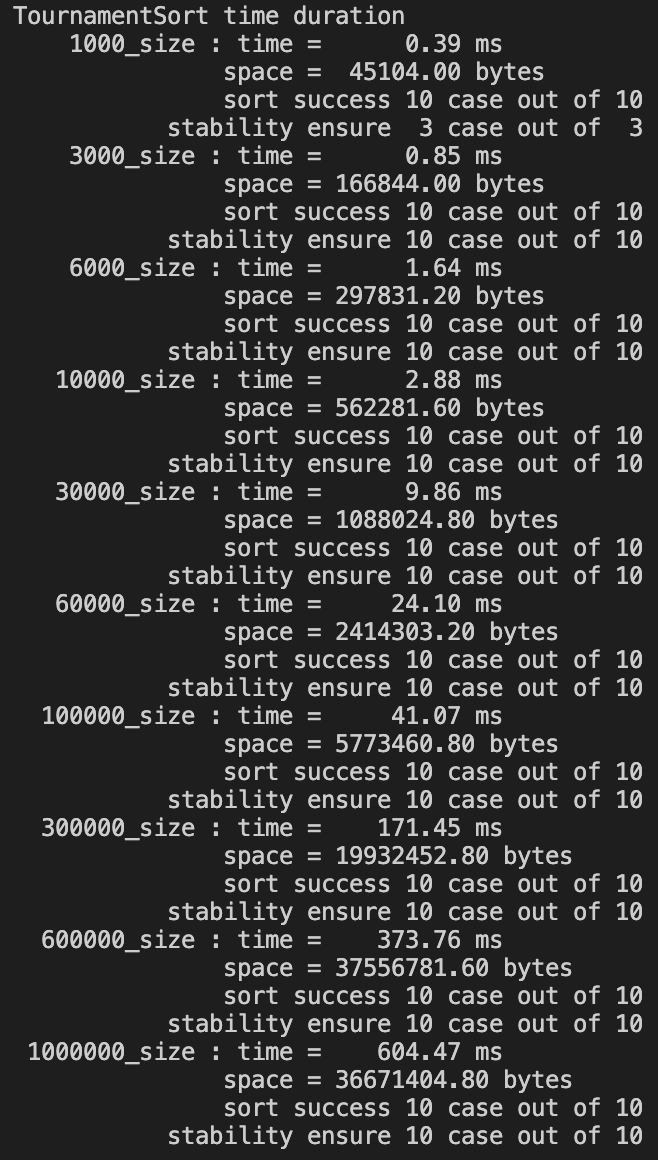 TournamentSort time duration
1000_size : time =      0.39 ms
space =  45104.00 bytes
sort success 10 case out of 10
stability ensure  3 case out of  3
3000_size : time =      0.85 ms
space = 166844.00 bytes
sort success 10 case out of 10
stability ensure 10 case out of 10
6000_size : time =      1.64 ms
space = 297831.20 bytes
sort success 10 case out of 10
stability ensure 10 case out of 10
10000_size : time =      2.88 ms
space = 562281.60 bytes
sort success 10 case out of 10
stability ensure 10 case out of 10
30000_size : time =      9.86 ms
space = 1088024.80 bytes
sort success 10 case out of 10
stability ensure 10 case out of 10
60000_size : time =     24.10 ms
space = 2414303.20 bytes
sort success 10 case out of 10
stability ensure 10 case out of 10
100000_size : time =     41.07 ms
space = 5773460.80 bytes
sort success 10 case out of 10
stability ensure 10 case out of 10
300000_size : time =    171.45 ms
space = 19932452.80 bytes
sort success 10 case out of 10
stability ensure 10 case out of 10
600000_size : time =    373.76 ms
space = 37556781.60 bytes
sort success 10 case out of 10
stability ensure 10 case out of 10
1000000_size : time =    604.47 ms
space = 36671404.80 bytes
sort success 10 case out of 10
stability ensure 10 case out of 10